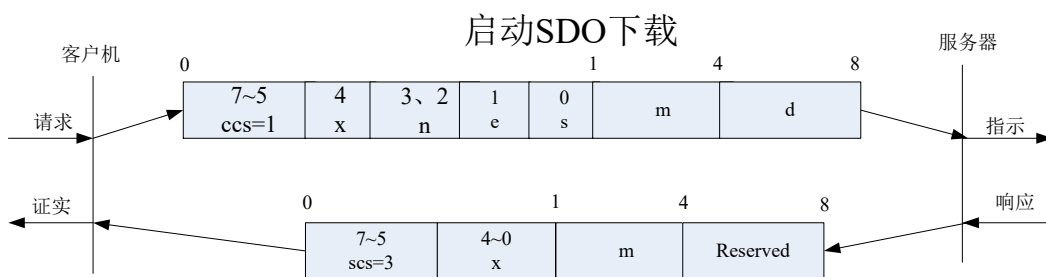 启动SDO下载
客户机
服务器
0 1 4 8
7~5 4 3、2 1 0
ccs=1 x n e s m d
请求
指示
证实
响应
0 1 4 8
7~5 4~0
scs=3 x m Reserved